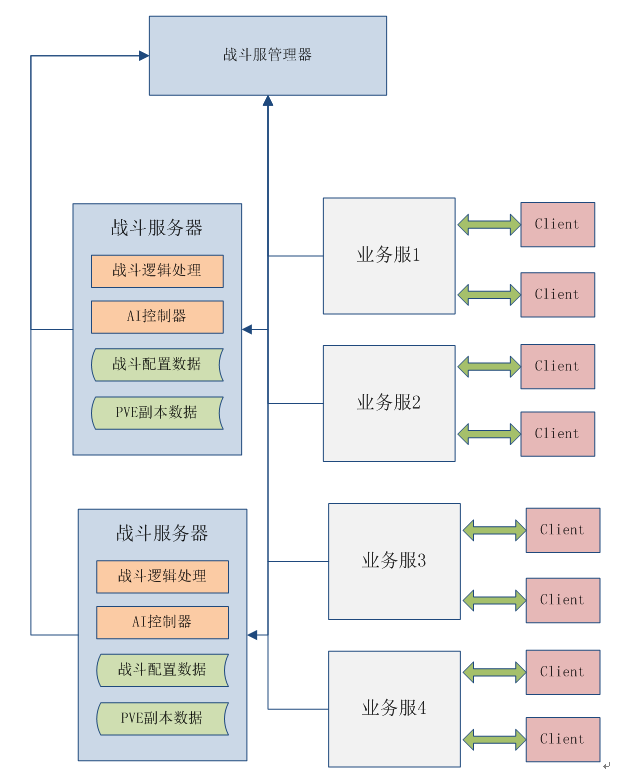 战斗服管理器
战斗服务器
战斗逻辑处理
AI控制器
战斗配置数据
PVE副本数据
业务服1
Client
Client
业务服2
Client
Client
战斗服务器
战斗逻辑处理
AI控制器
战斗配置数据
PVE副本数据
业务服3
Client
Client
业务服4
Client
Client